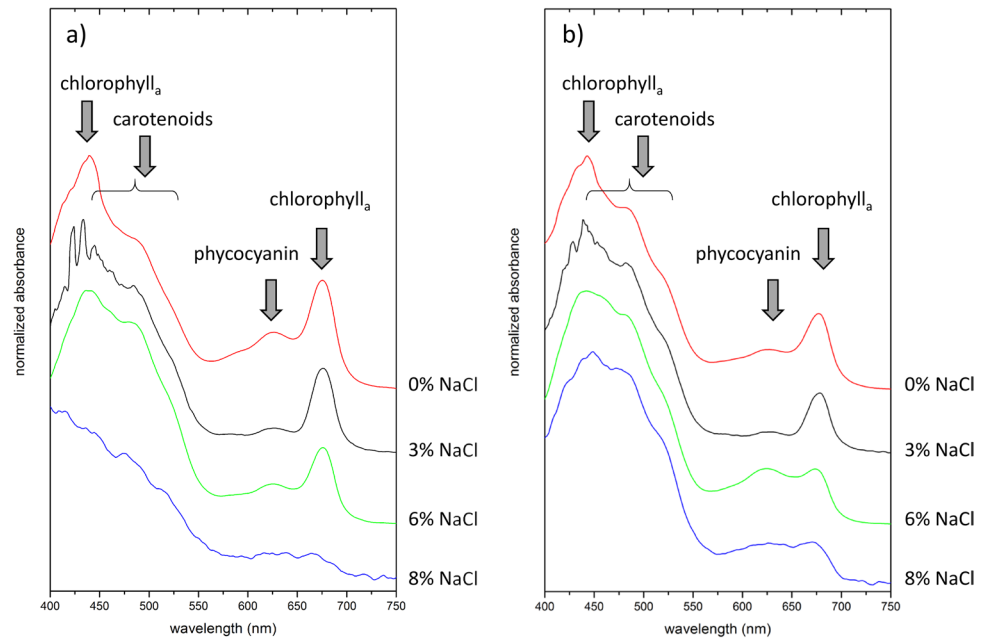 a)
chlorophyllₐ
carotenoids
chlorophyllₐ
phycocyanin
0% NaCl
3% NaCl
6% NaCl
8% NaCl
normalized absorbance
400 450 500 550 600 650 700 750
wavelength (nm)
b)
chlorophyllₐ
carotenoids
chlorophyllₐ
phycocyanin
0% NaCl
3% NaCl
6% NaCl
8% NaCl
normalized absorbance
400 450 500 550 600 650 700 750
wavelength (nm)